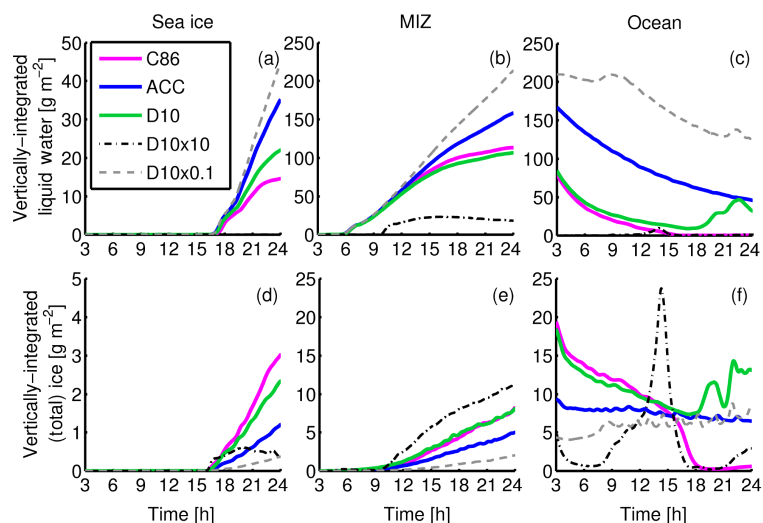 Sea ice MIZ Ocean
Vertically−integrated
liquid water [g m−2]
50 40 30 20 10 0
C86
ACC
D10
D10x10
D10x0.1
(a)
3 6 9 12 15 18 21 24
250 200 150 100 50 0
(b)
3 6 9 12 15 18 21 24
250 200 150 100 50 0
(c)
3 6 9 12 15 18 21 24
Vertically−integrated
(total) ice [g m−2]
5 4 3 2 1 0
(d)
3 6 9 12 15 18 21 24
Time [h]
25 20 15 10 5 0
(e)
3 6 9 12 15 18 21 24
Time [h]
25 20 15 10 5 0
(f)
3 6 9 12 15 18 21 24
Time [h]